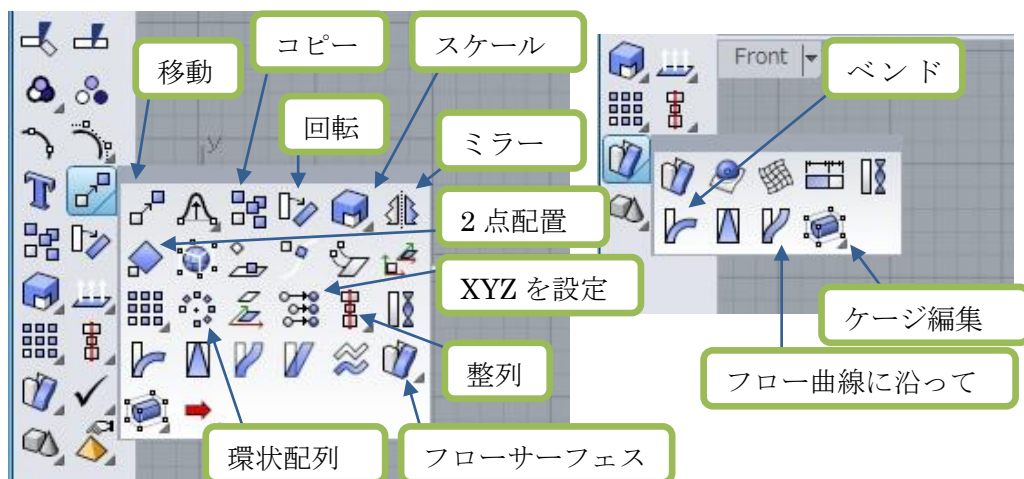 コピー
スケール
移動
回転
ミラー
y
2 点配置
XYZ を設定
整列
環状配列
フローサーフェス
Front
ベンド
ケージ編集
フロー曲線に沿って